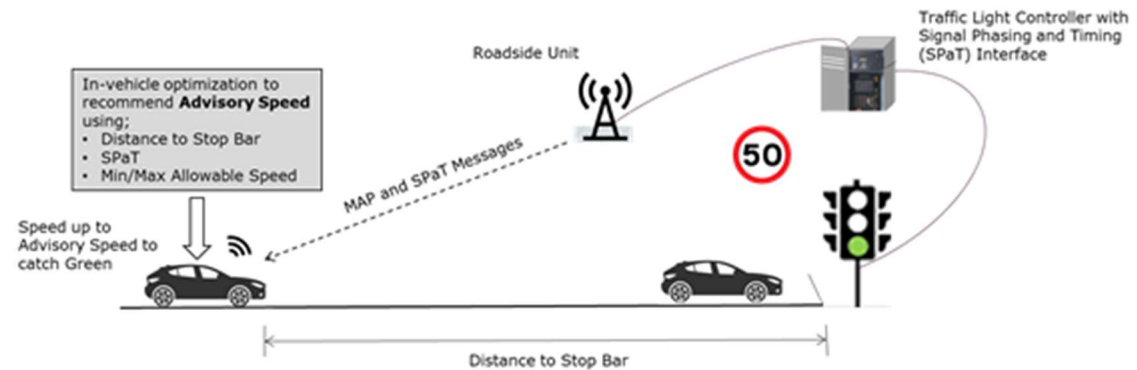 Traffic Light Controller with
Signal Phasing and Timing
(SPaT) Interface
Roadside Unit
In-vehicle optimization to
recommend Advisory Speed
using;
• Distance to Stop Bar
• SPaT
• Min/Max Allowable Speed
50
MAP and SPaT Messages
Speed up to
Advisory Speed to
catch Green
Distance to Stop Bar